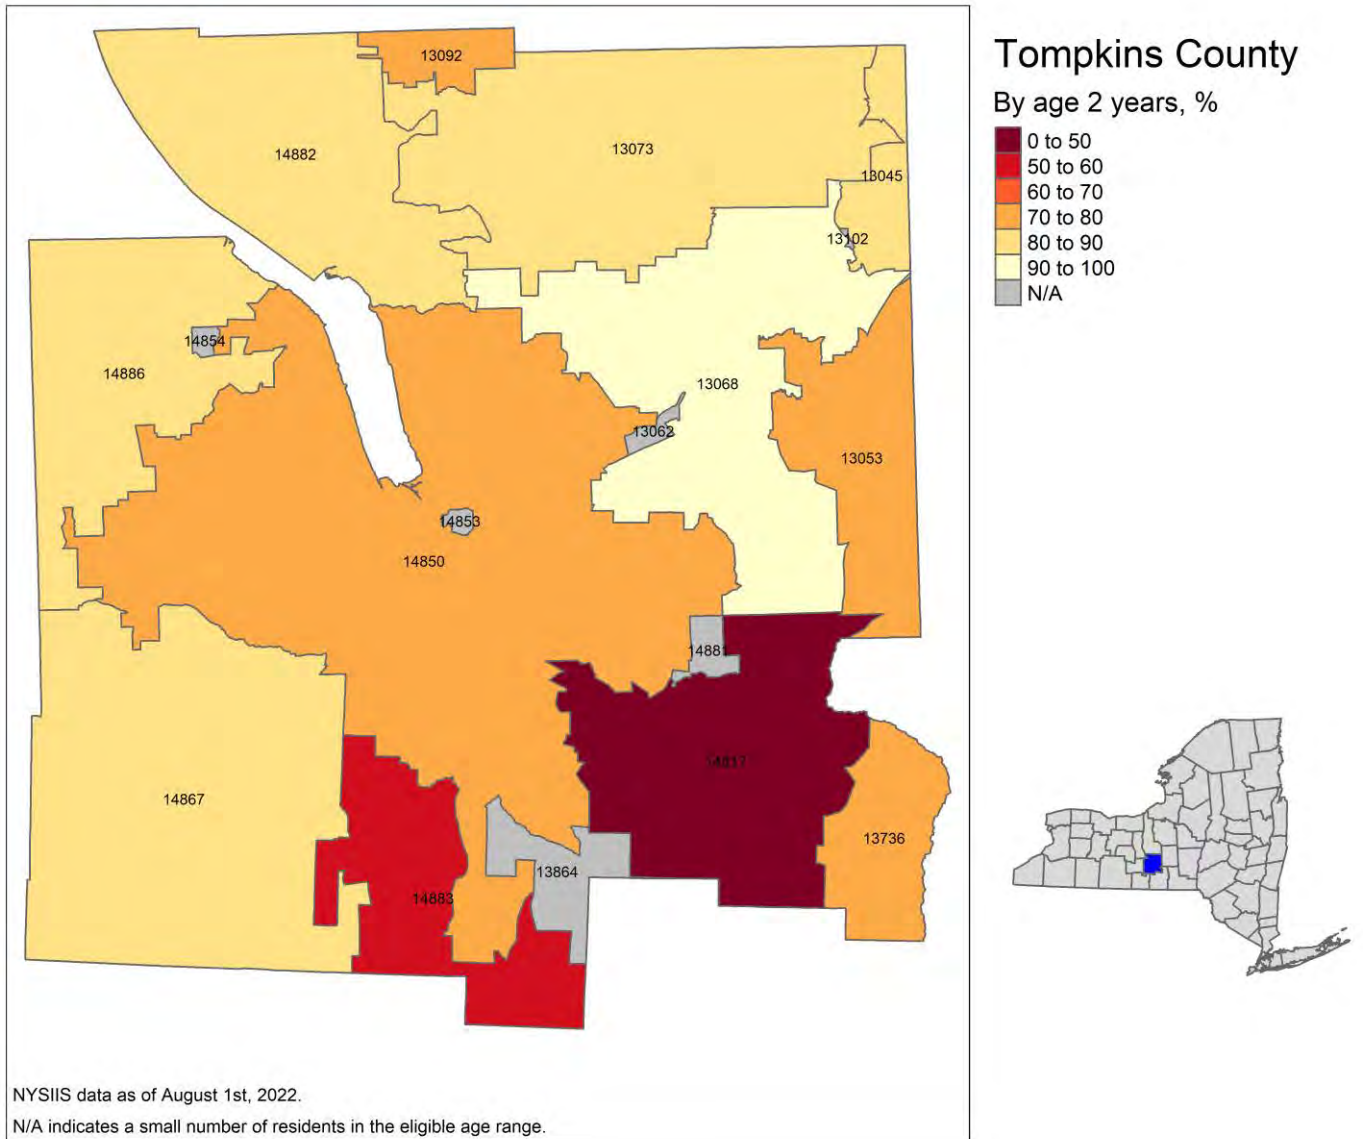 Tompkins County
By age 2 years, %
0 to 50
50 to 60
60 to 70
70 to 80
80 to 90
90 to 100
N/A
13092
14882
13073
13045
13102
14854
14886
13068
13062
13053
14853
14850
14881
14817
14867
13736
13864
14883
NYSIIS data as of August 1st, 2022.
N/A indicates a small number of residents in the eligible age range.